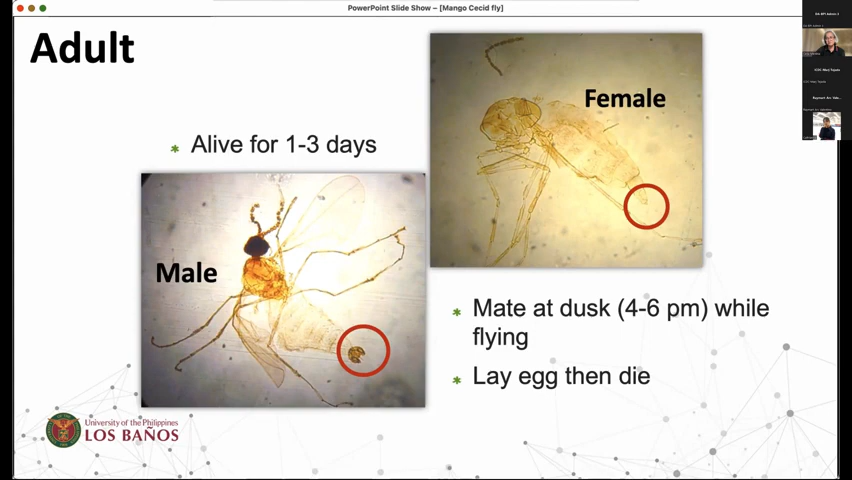 PowerPoint Slide Show – [Mango Cecid fly]
Adult
Female
* Alive for 1-3 days
Male
* Mate at dusk (4-6 pm) while
flying
* Lay egg then die
University of the Philippines
LOS BAÑOS